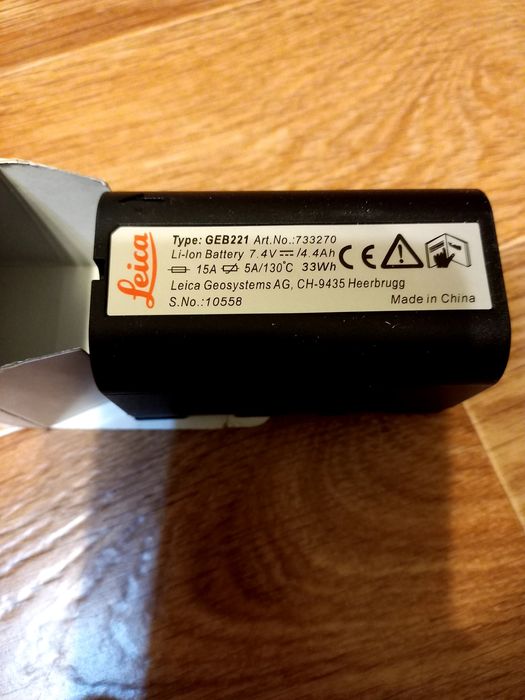 Leica
Type: GEB221 Art.No.:733270
Li-Ion Battery 7.4V⎓/4.4Ah
15A 5A/130°C 33Wh
Leica Geosystems AG, CH-9435 Heerbrugg
S.No.:10558 Made in China
CE